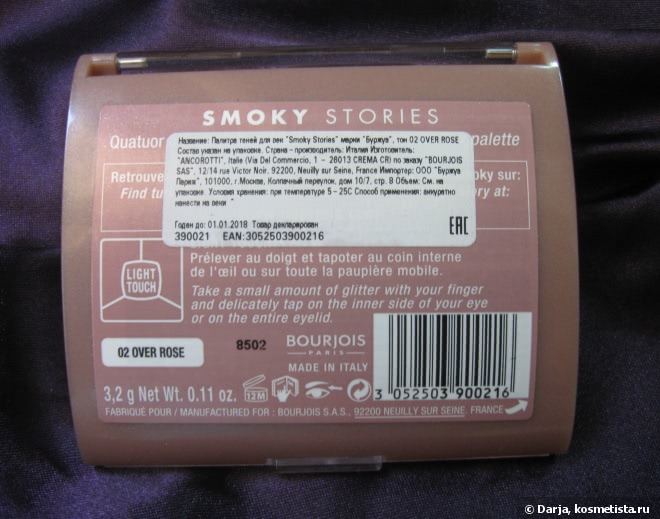 SMOKY STORIES
Quatuor palette
Название: Палитра теней для век "Smoky Stories" марки "Буржуа", тон 02 OVER ROSE
Состав указан на упаковке. Страна - производитель: Италия Изготовитель:
"ANCOROTTI", Italie (Via Del Commercio, 1 - 26013 CREMA CR) по заказу "BOURJOIS
SAS", 12/14 rue Victor Noir, 92200, Neuilly sur Seine, France Импортер: ООО "Буржуа
Париж", 101000, г.Москва, Колпачный переулок, дом 10/7, стр. 8 Объем: См. на
упаковке. Условия хранения: при температуре 5 - 25С Способ применения: аккуратно
нанести на веки "
Retrouve oky sur:
Find tu ry at:
Годен до: 01.01.2018 Товар декларирован
390021 EAN:3052503900216
EAC
LIGHT
TOUCH
Prélever au doigt et tapoter au coin interne
de l'œil ou sur toute la paupière mobile.
Take a small amount of glitter with your finger
and delicately tap on the inner side of your eye
or on the entire eyelid.
02 OVER ROSE
8502
BOURJOIS
PARIS
MADE IN ITALY
3,2 g Net Wt. 0.11 oz.
12M
3 052503 900216
FABRIQUÉ POUR / MANUFACTURED FOR : BOURJOIS S.A.S., 92200 NEUILLY SUR SEINE. FRANCE
© Darja, kosmetista.ru